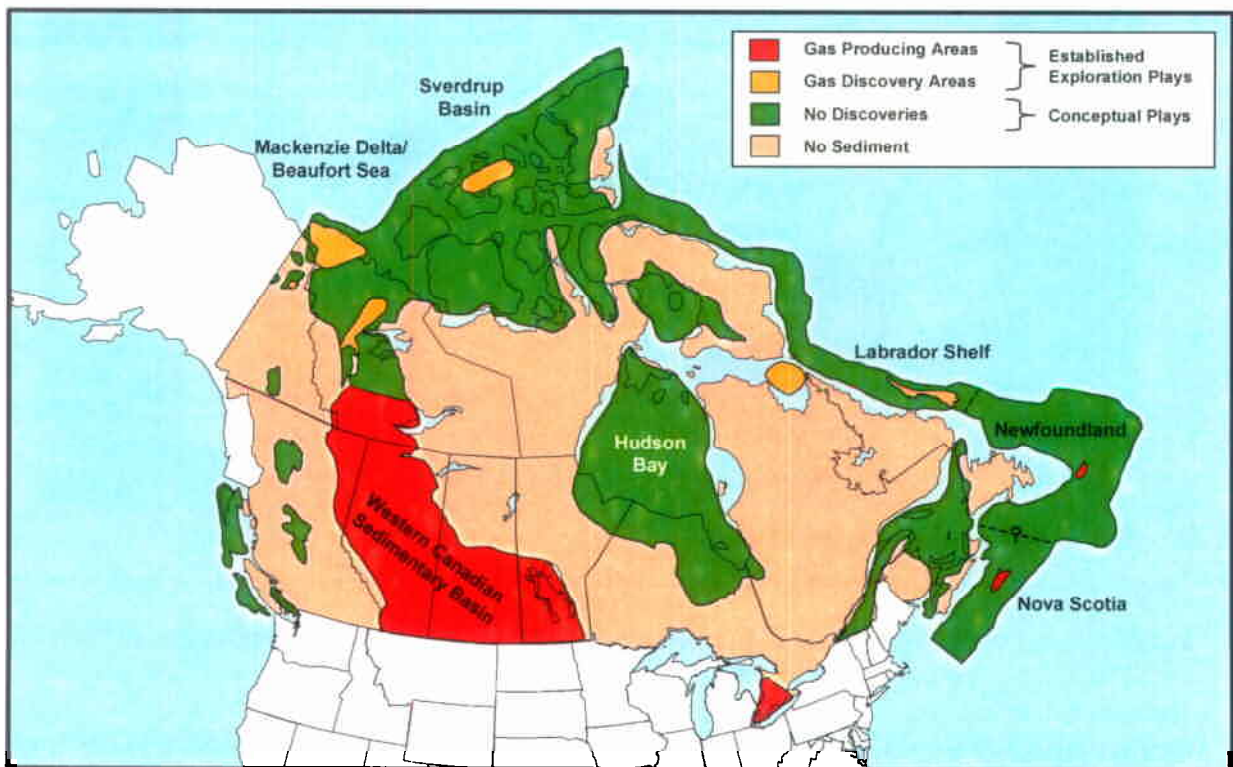 Gas Producing Areas
Gas Discovery Areas
Established
Exploration Plays
No Discoveries
Conceptual Plays
No Sediment
Sverdrup
Basin
Mackenzie Delta/
Beaufort Sea
Labrador Shelf
Newfoundland
Hudson
Bay
Western Canadian
Sedimentary Basin
Nova Scotia